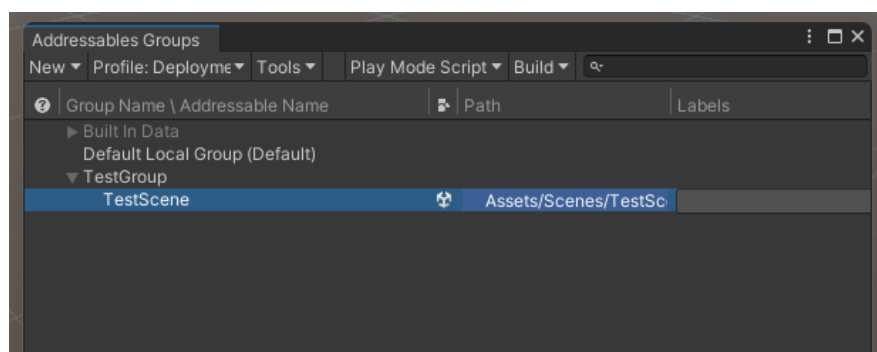 Addressables Groups
New Profile: Deployme Tools Play Mode Script Build
Group Name \ Addressable Name Path Labels
Built In Data
Default Local Group (Default)
TestGroup
TestScene Assets/Scenes/TestSc